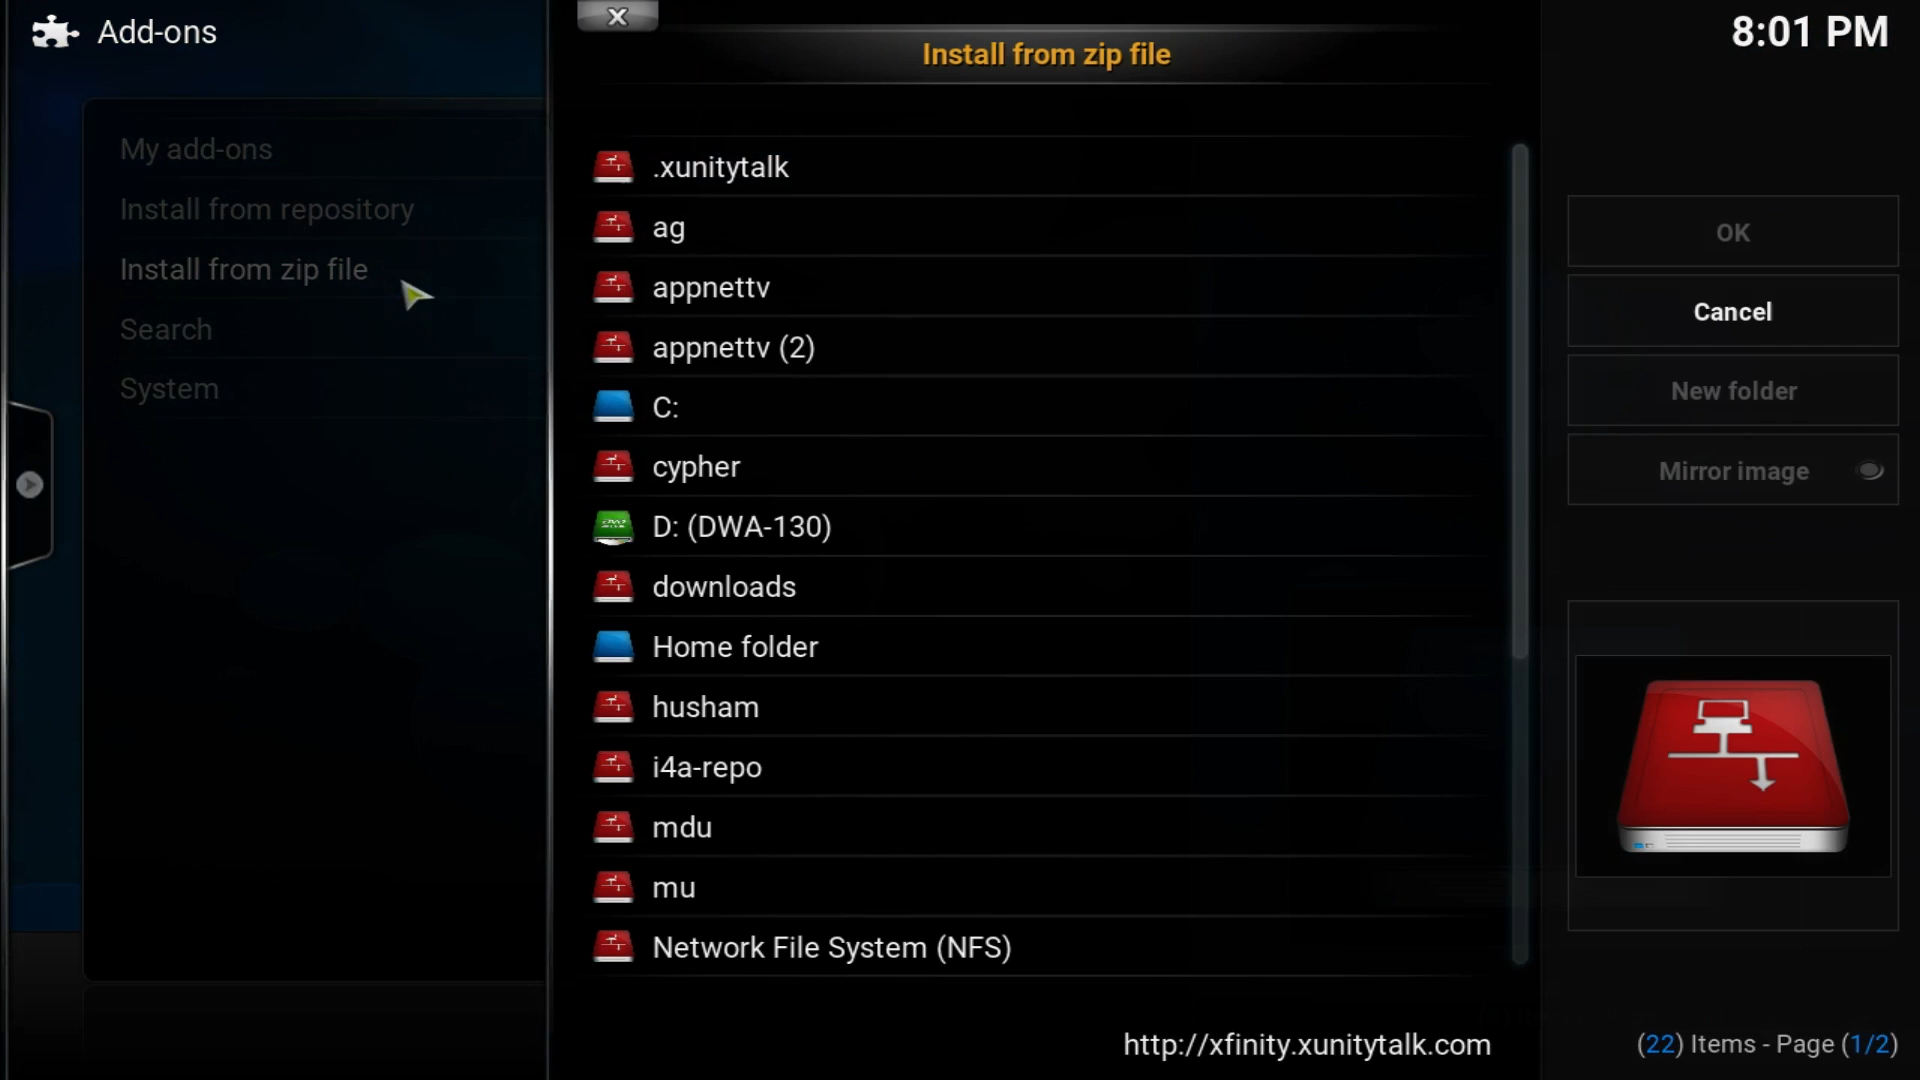 Add-ons
My add-ons
Install from repository
Install from zip file
Search
System
X
Install from zip file
.xunitytalk
ag
appnettv
appnettv (2)
C:
cypher
D: (DWA-130)
downloads
Home folder
husham
i4a-repo
mdu
mu
Network File System (NFS)
http://xfinity.xunitytalk.com
8:01 PM
OK
Cancel
New folder
Mirror image
(22) Items - Page (1/2)